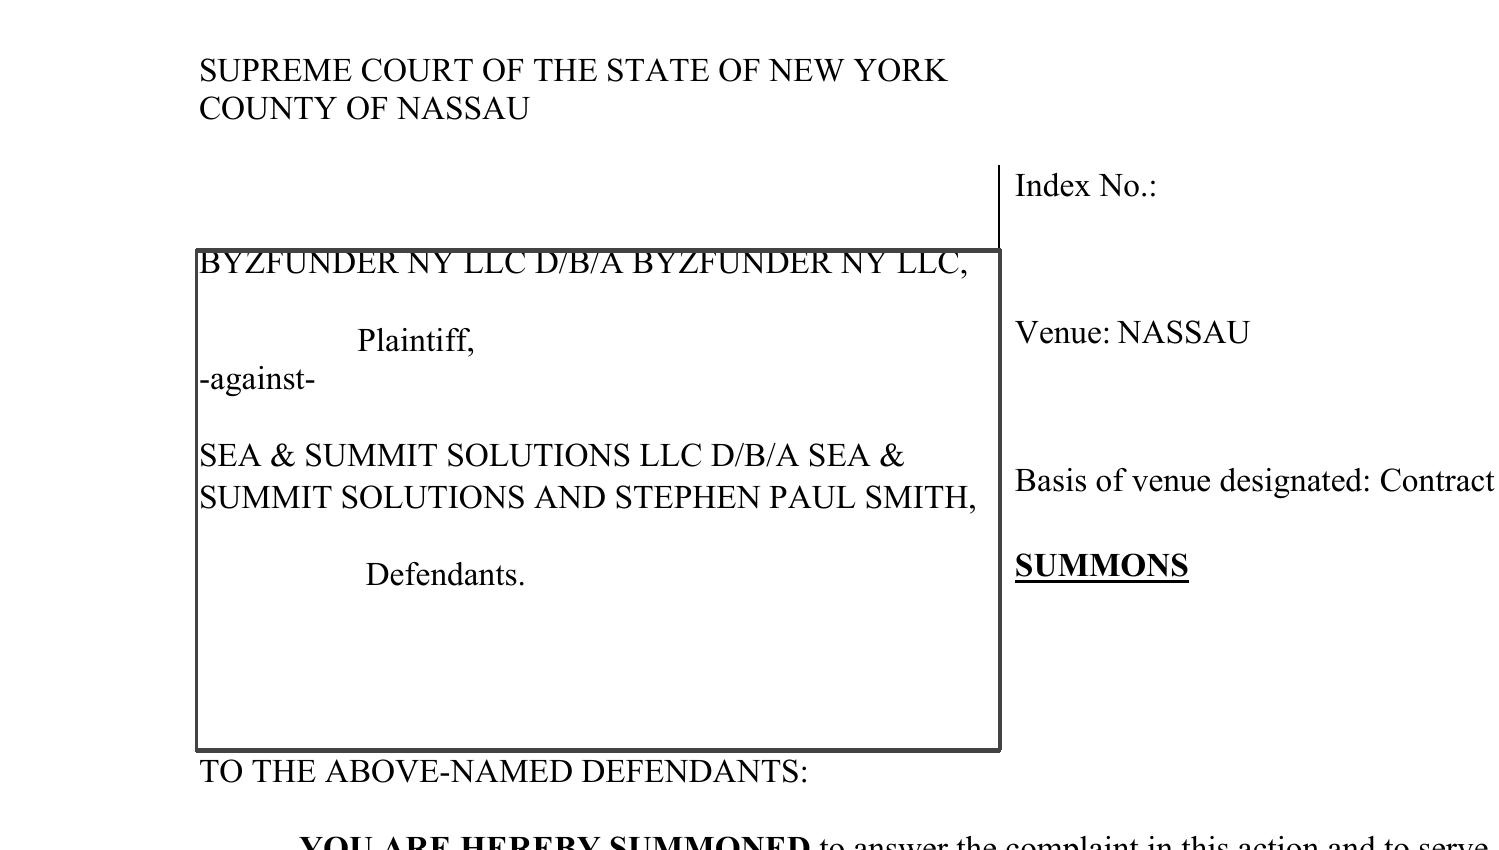 SUPREME COURT OF THE STATE OF NEW YORK
COUNTY OF NASSAU
Index No.:
BYZFUNDER NY LLC D/B/A BYZFUNDER NY LLC,
Venue: NASSAU
Plaintiff,
-against-
SEA & SUMMIT SOLUTIONS LLC D/B/A SEA &
SUMMIT SOLUTIONS AND STEPHEN PAUL SMITH,
Basis of venue designated: Contract
SUMMONS
Defendants.
TO THE ABOVE-NAMED DEFENDANTS:
YOU ARE HEREBY SUMMONED to answer the complaint in this action and to serve